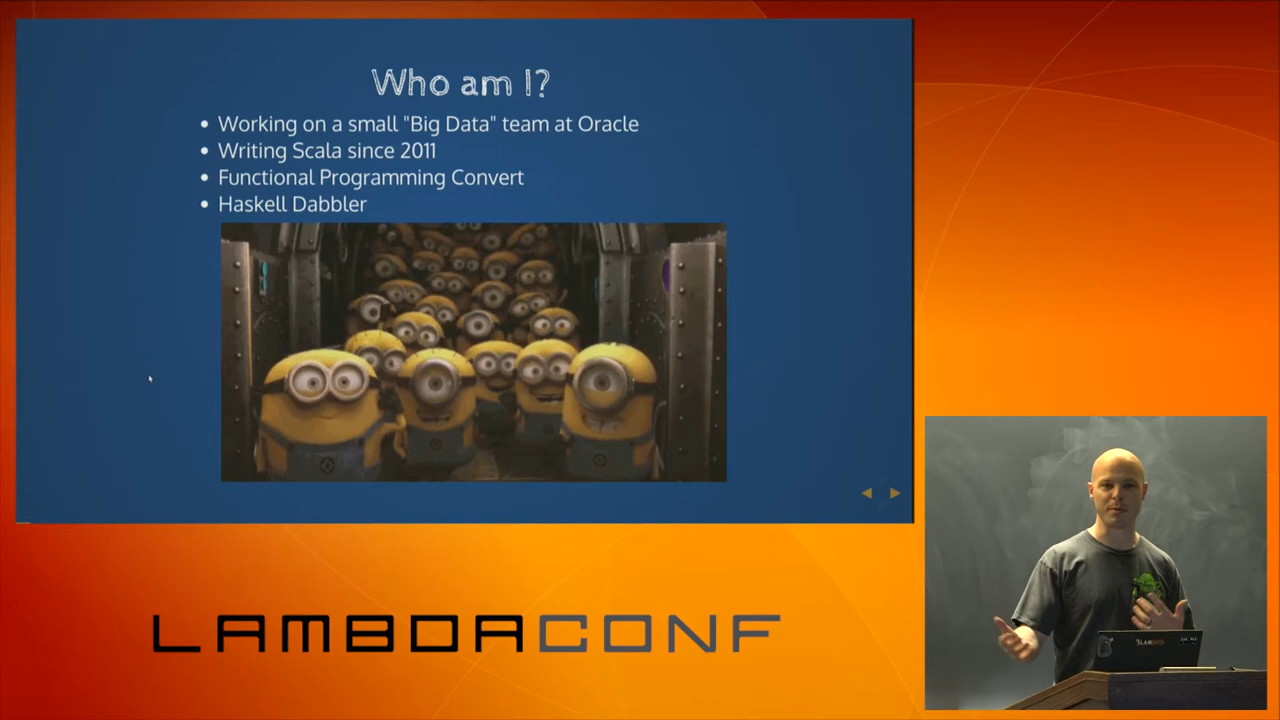 Who am I?
Working on a small "Big Data" team at Oracle
Writing Scala since 2011
Functional Programming Convert
Haskell Dabbler
LAMBDACONF
SLAMDATA